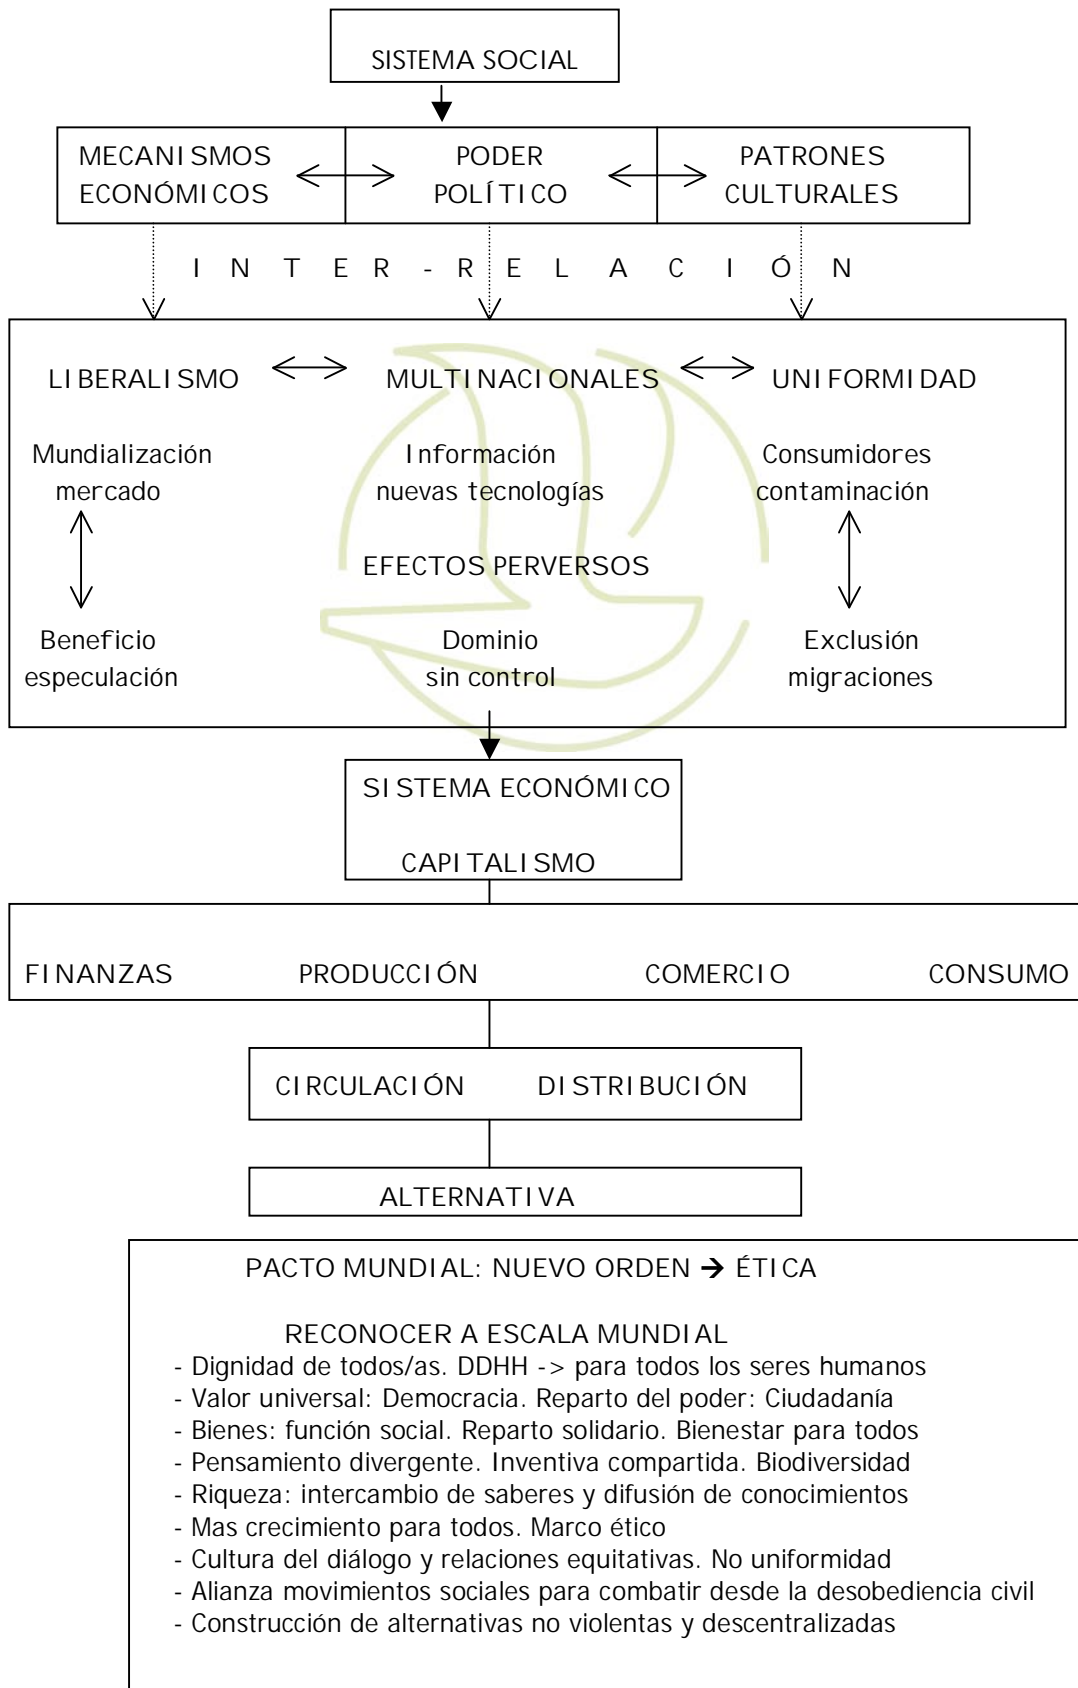 SISTEMA SOCIAL
MECANISMOS PODER PATRONES
ECONÓMICOS POLÍTICO CULTURALES
INTER-RELACIÓN
LIBERALISMO MULTINACIONALES UNIFORMIDAD
Mundialización Información Consumidores
mercado nuevas tecnologías contaminación
EFECTOS PERVERSOS
Beneficio Dominio Exclusión
especulación sin control migraciones
SISTEMA ECONÓMICO
CAPITALISMO
FINANZAS PRODUCCIÓN COMERCIO CONSUMO
CIRCULACIÓN DISTRIBUCIÓN
ALTERNATIVA
PACTO MUNDIAL: NUEVO ORDEN → ÉTICA
RECONOCER A ESCALA MUNDIAL
- Dignidad de todos/as. DDHH -> para todos los seres humanos
- Valor universal: Democracia. Reparto del poder: Ciudadanía
- Bienes: función social. Reparto solidario. Bienestar para todos
- Pensamiento divergente. Inventiva compartida. Biodiversidad
- Riqueza: intercambio de saberes y difusión de conocimientos
- Mas crecimiento para todos. Marco ético
- Cultura del diálogo y relaciones equitativas. No uniformidad
- Alianza movimientos sociales para combatir desde la desobediencia civil
- Construcción de alternativas no violentas y descentralizadas